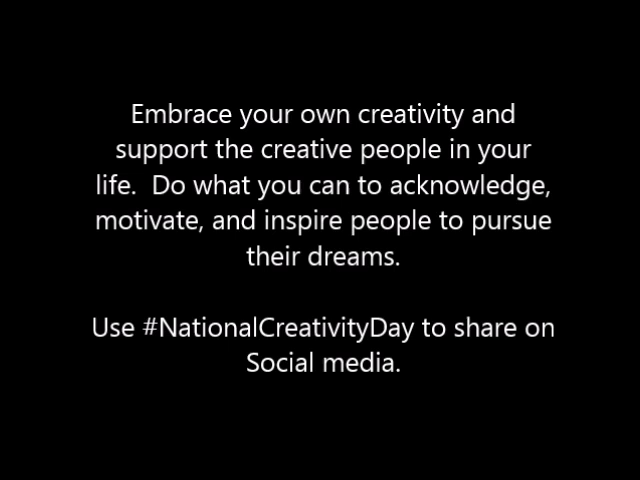 Embrace your own creativity and
support the creative people in your
life.  Do what you can to acknowledge,
motivate, and inspire people to pursue
their dreams.
Use #NationalCreativityDay to share on
Social media.